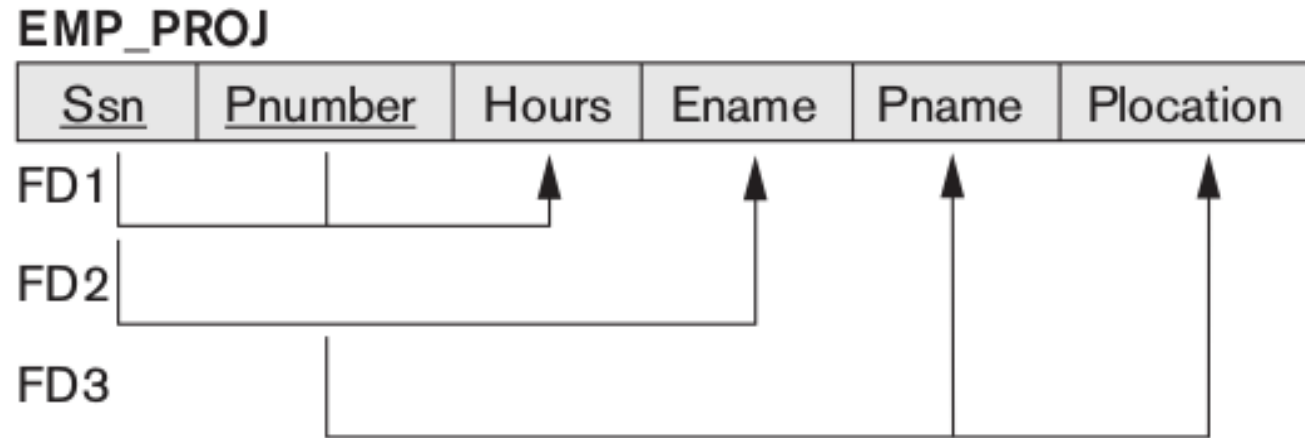 EMP_PROJ
Ssn Pnumber Hours Ename Pname Plocation
FD1
FD2
FD3